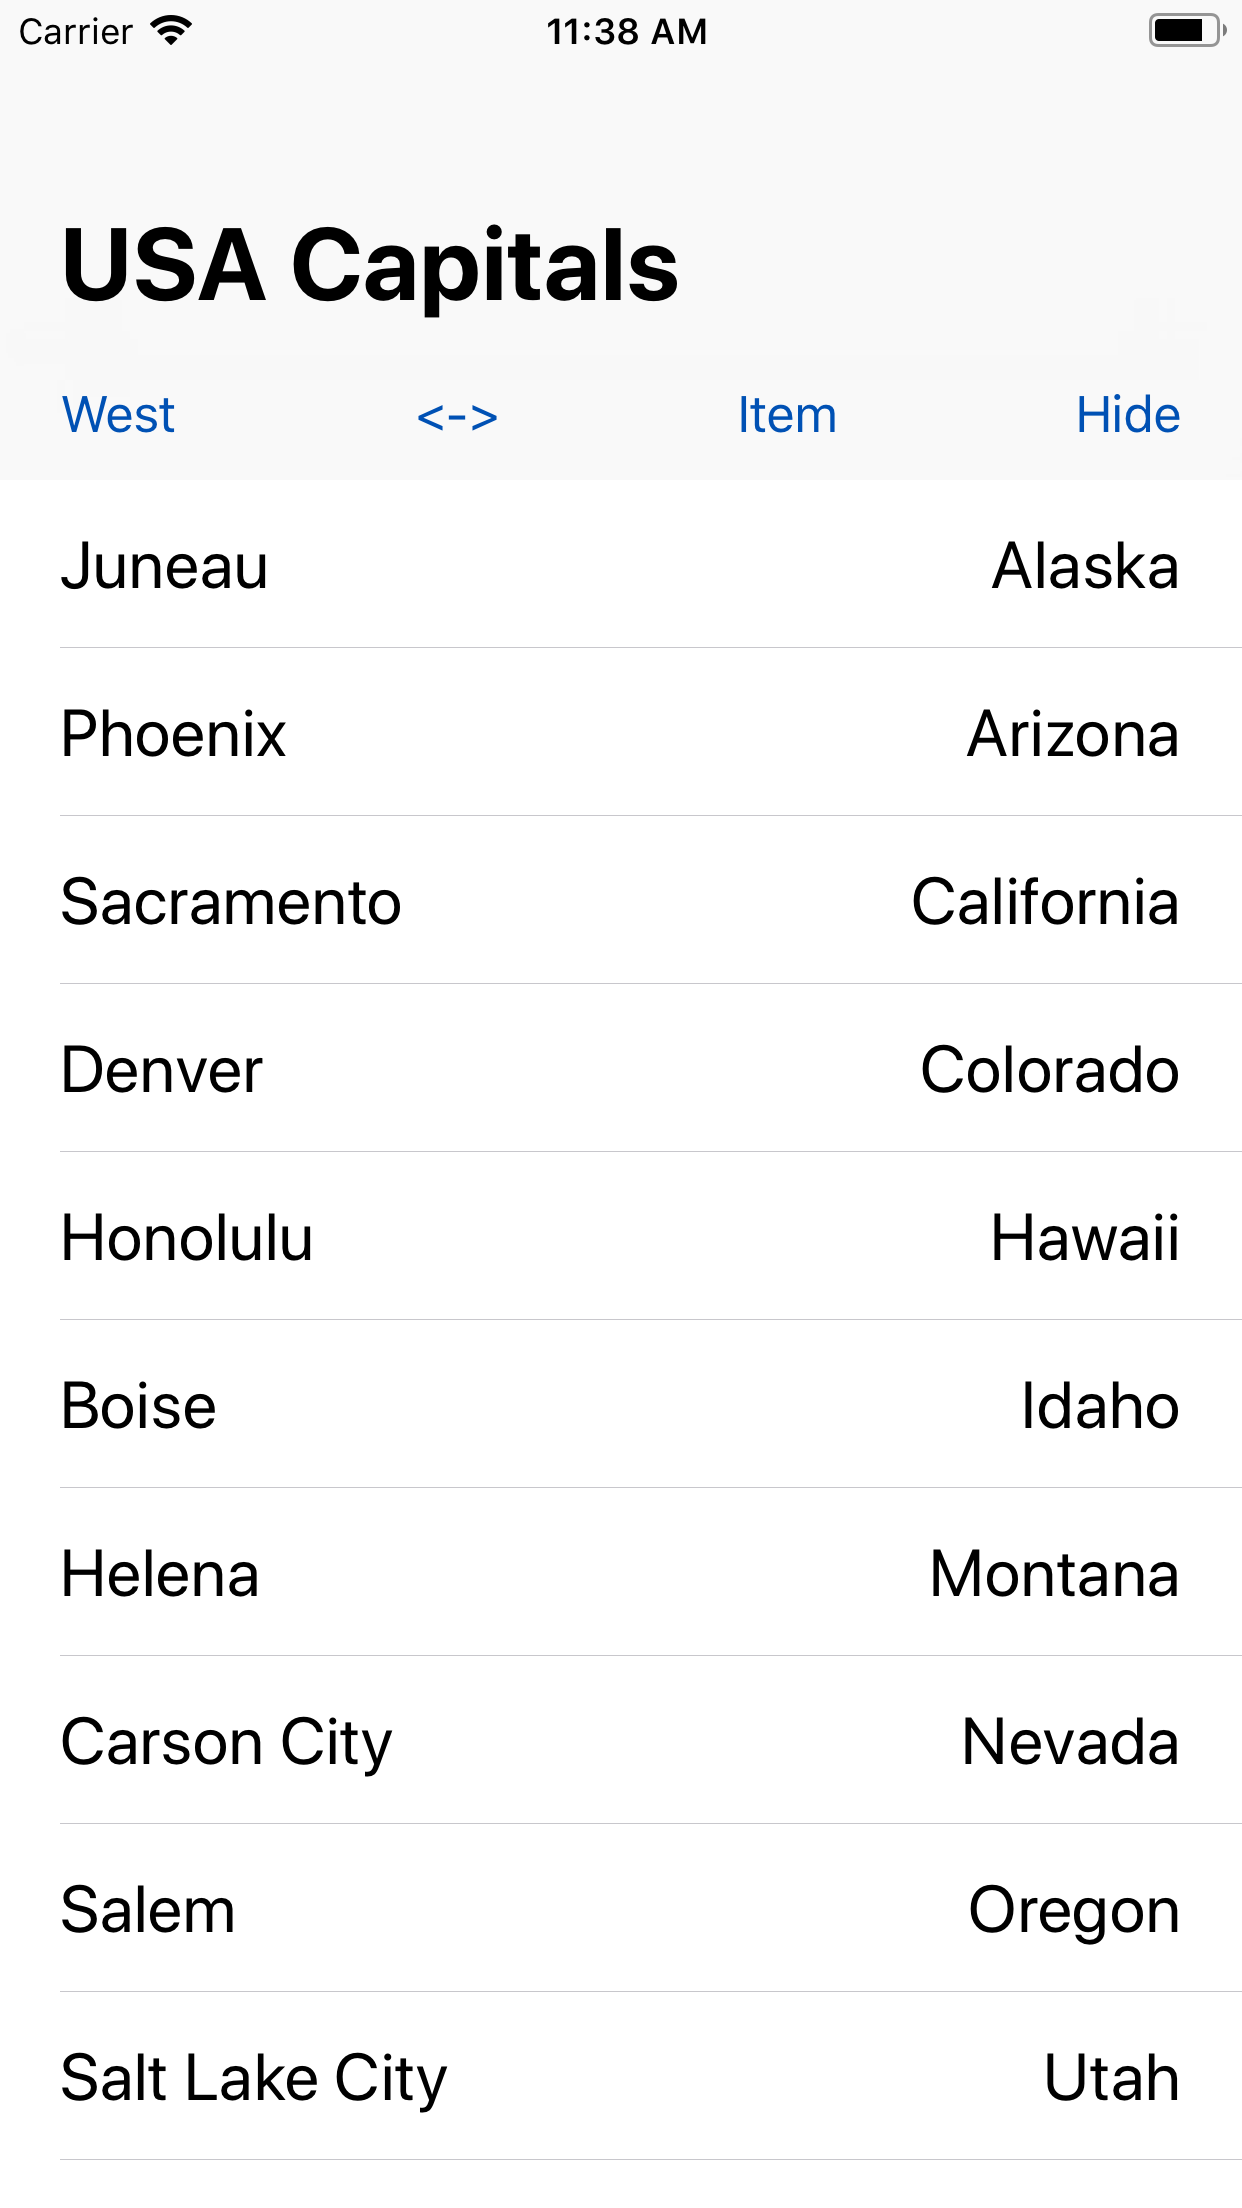 Carrier 11:38 AM
USA Capitals
West <-> Item Hide
Juneau Alaska
Phoenix Arizona
Sacramento California
Denver Colorado
Honolulu Hawaii
Boise Idaho
Helena Montana
Carson City Nevada
Salem Oregon
Salt Lake City Utah